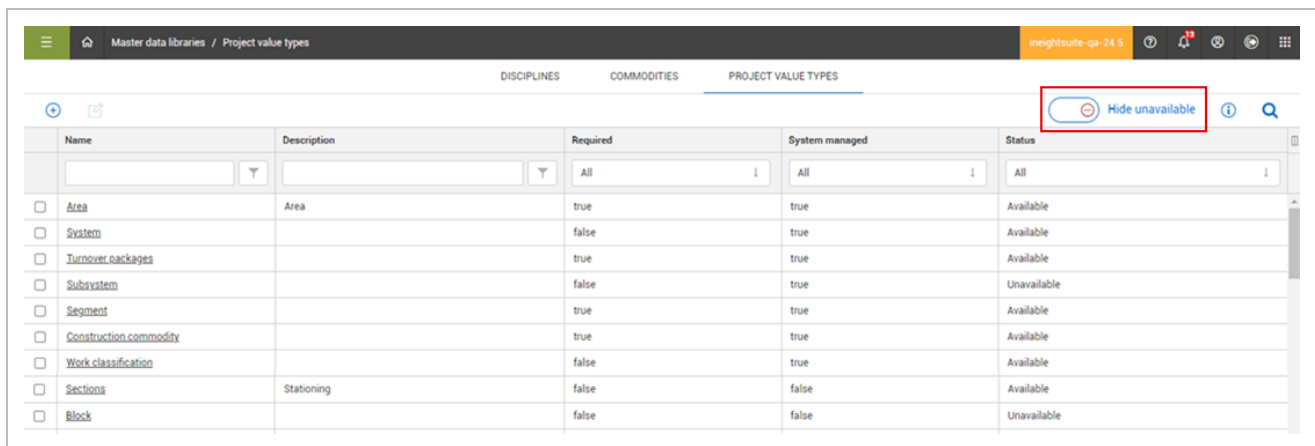 Master data libraries / Project value types ineightsuite-qa-24.5 13
DISCIPLINES COMMODITIES PROJECT VALUE TYPES
Hide unavailable
Name Description Required System managed Status
All All All
Area Area true true Available
System false true Available
Turnover packages true true Available
Subsystem false true Unavailable
Segment true true Available
Construction commodity true true Available
Work classification false true Available
Sections Stationing false false Available
Block false false Unavailable